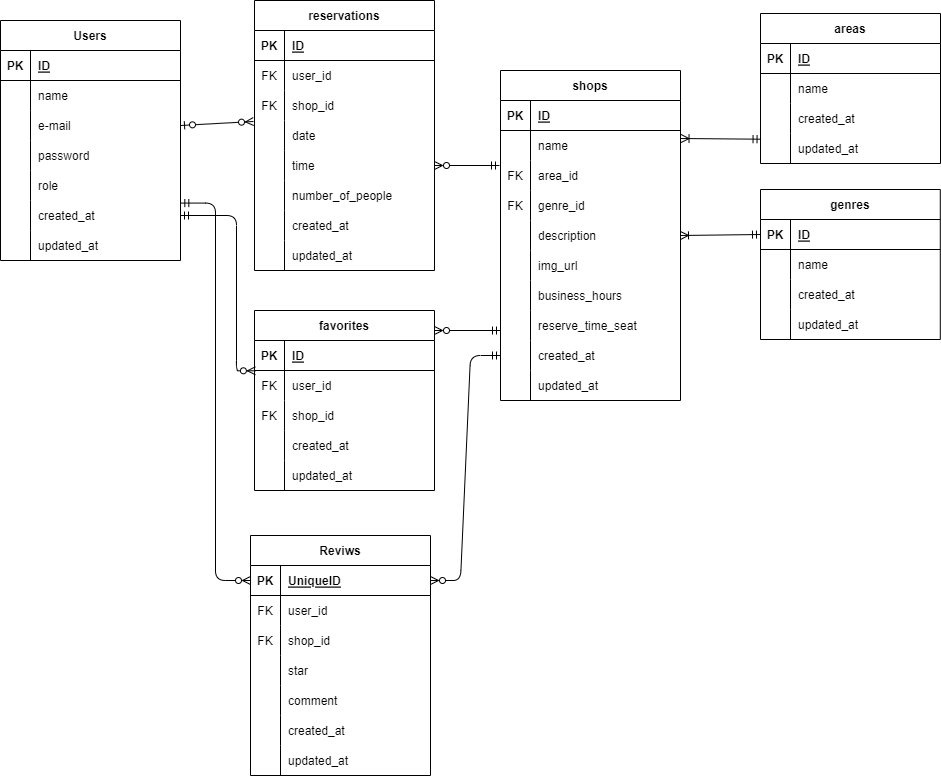 Users
PK ID
name
e-mail
password
role
created_at
updated_at
reservations
PK ID
FK user_id
FK shop_id
date
time
number_of_people
created_at
updated_at
favorites
PK ID
FK user_id
FK shop_id
created_at
updated_at
Reviws
PK UniqueID
FK user_id
FK shop_id
star
comment
created_at
updated_at
shops
PK ID
name
FK area_id
FK genre_id
description
img_url
business_hours
reserve_time_seat
created_at
updated_at
areas
PK ID
name
created_at
updated_at
genres
PK ID
name
created_at
updated_at